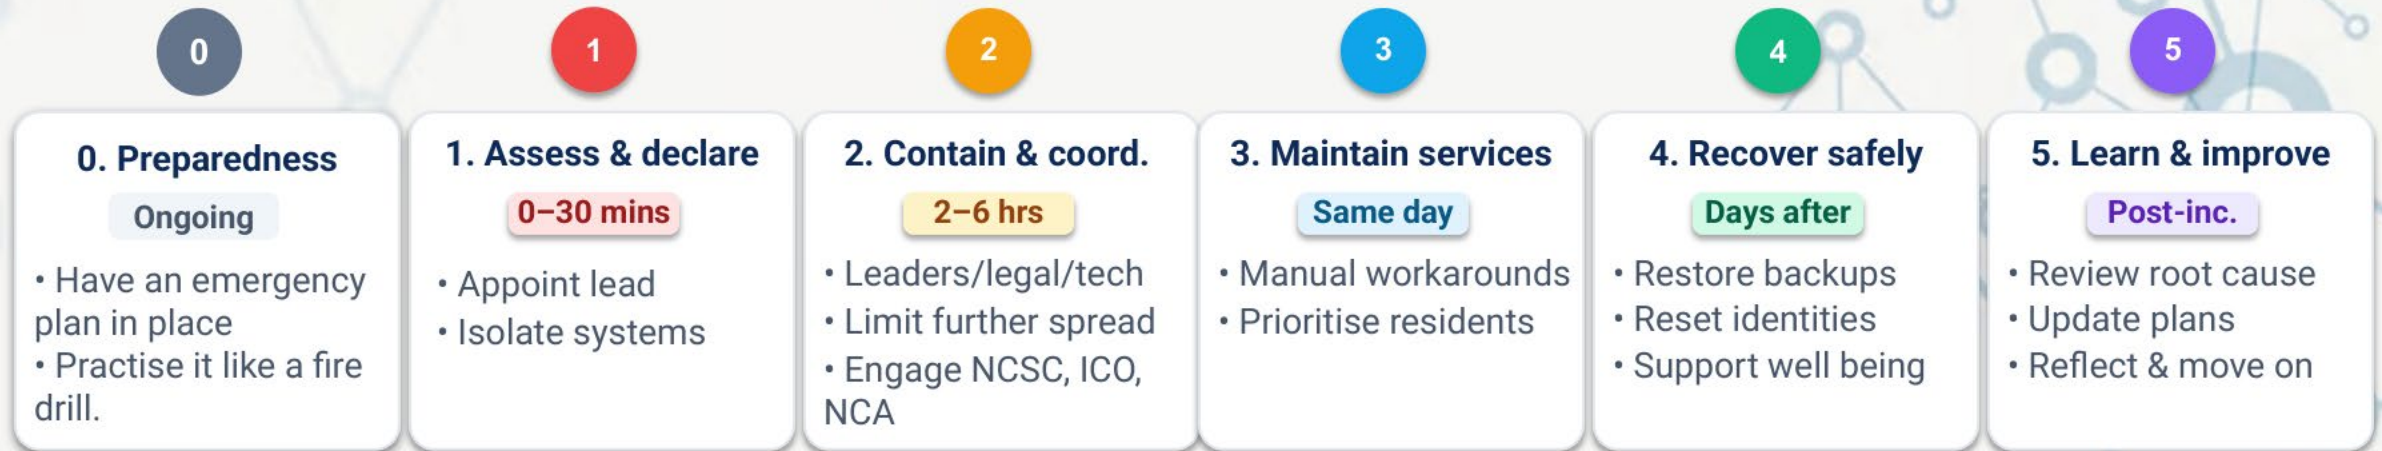 0
1
2
3
4
5
0. Preparedness
Ongoing
• Have an emergency
plan in place
• Practise it like a fire
drill.
1. Assess & declare
0–30 mins
• Appoint lead
• Isolate systems
2. Contain & coord.
2–6 hrs
• Leaders/legal/tech
• Limit further spread
• Engage NCSC, ICO,
NCA
3. Maintain services
Same day
• Manual workarounds
• Prioritise residents
4. Recover safely
Days after
• Restore backups
• Reset identities
• Support well being
5. Learn & improve
Post-inc.
• Review root cause
• Update plans
• Reflect & move on